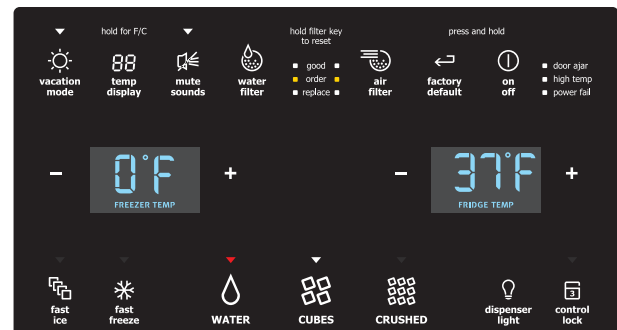 hold for F/C
hold filter key
to reset
press and hold
88
good
order
replace
door ajar
high temp
power fail
vacation
mode
temp
display
mute
sounds
water
filter
air
filter
factory
default
on
off
− 0°F +
FREEZER TEMP
− 37°F +
FRIDGE TEMP
3
fast
ice
fast
freeze
WATER
CUBES
CRUSHED
dispenser
light
control
lock